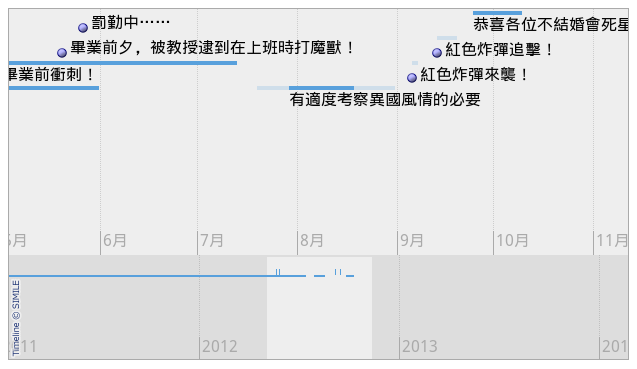 罰勤中⋯⋯
恭喜各位不結婚會死星
畢業前夕，被教授逮到在上班時打魔獸！
紅色炸彈追擊！
畢業前衝刺！
紅色炸彈來襲！
有適度考察異國風情的必要
5月 6月 7月 8月 9月 10月 11月
Timeline © SIMILE
2011 2012 2013 201